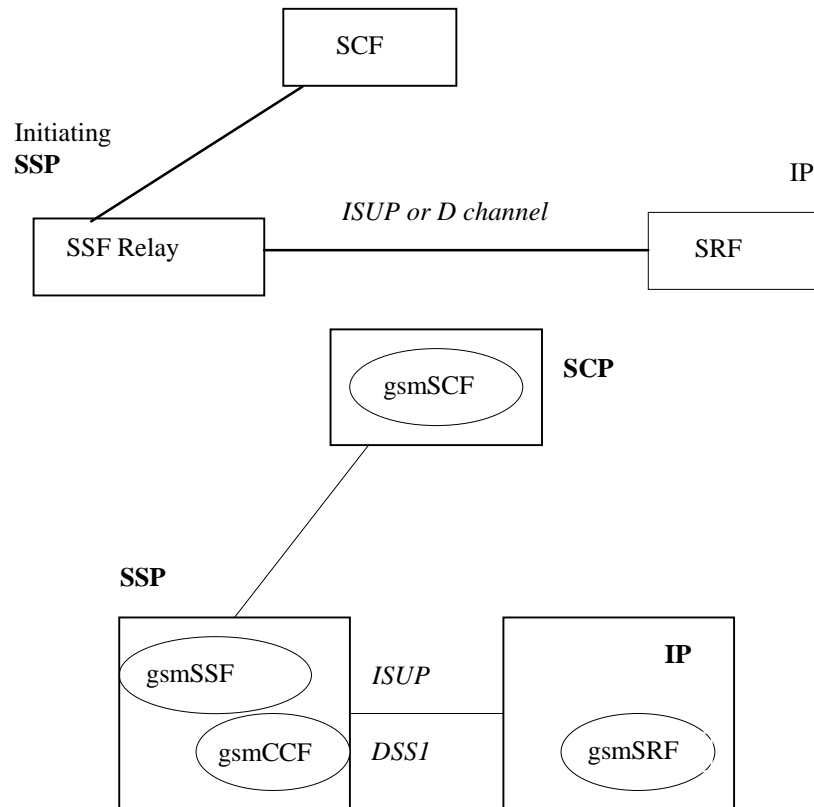 SCF
Initiating
SSP
IP
ISUP or D channel
SSF Relay
SRF
gsmSCF
SCP
SSP
gsmSSF
ISUP
IP
gsmCCF
DSS1
gsmSRF